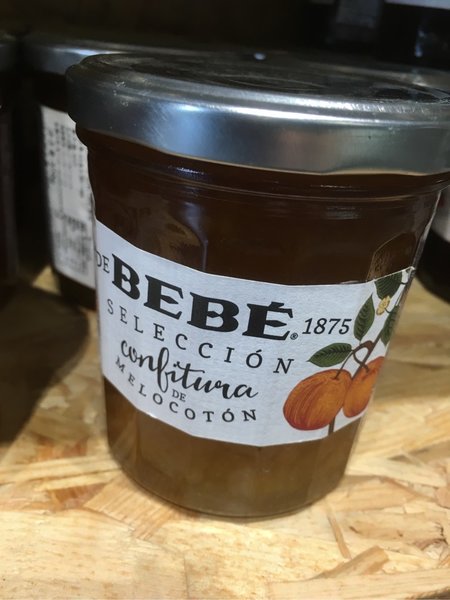 DE BEBÉ® 1875
SELECCIÓN
confitura
DE
MELOCOTÓN